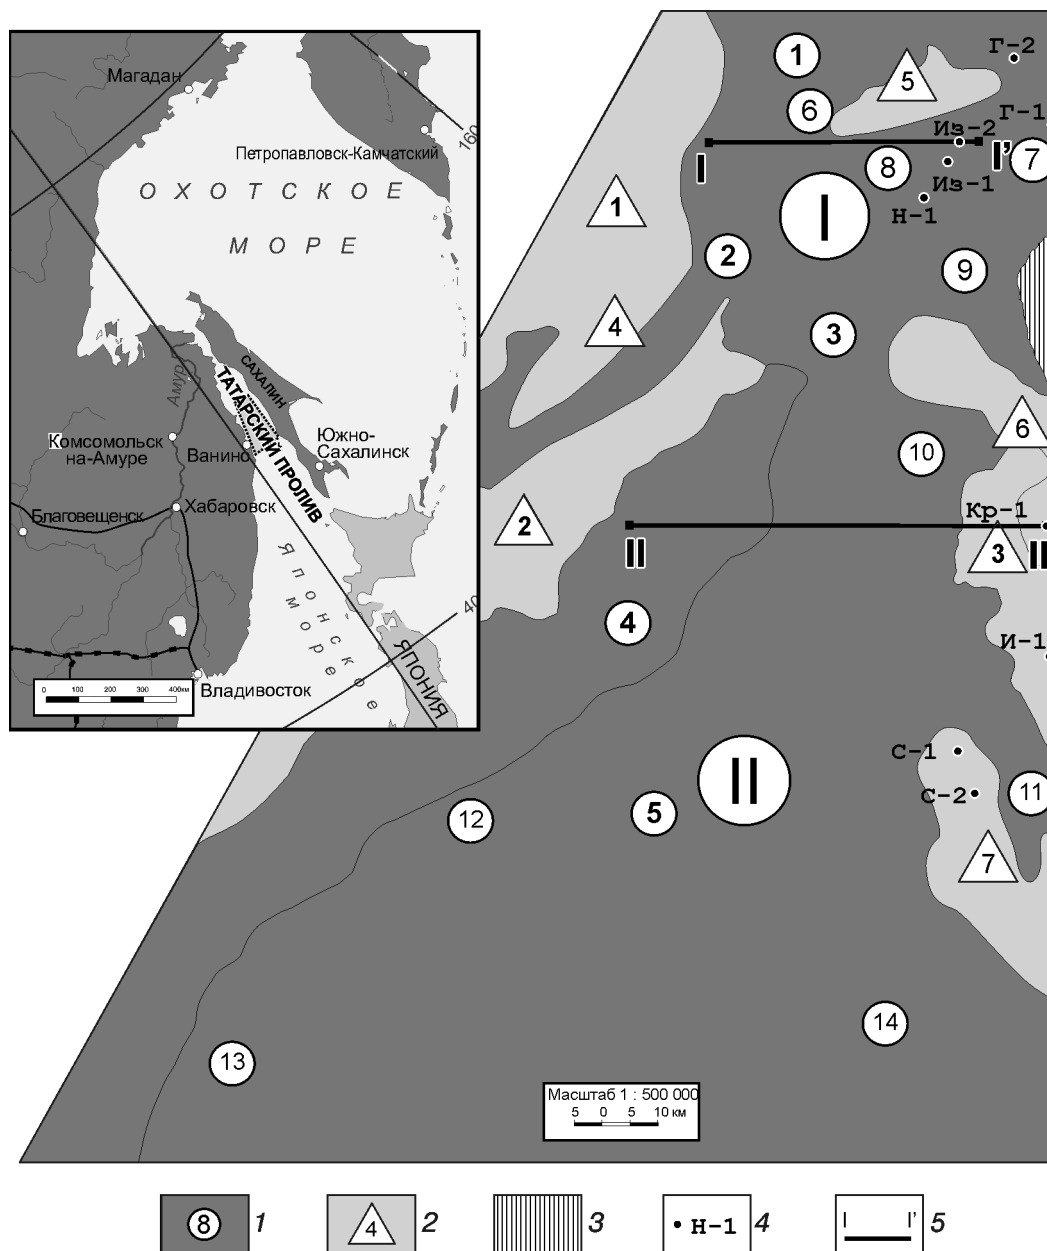 Магадан
160
Петропавловск-Камчатский
ОХОТСКОЕ
МОРЕ
Амур
САХАЛИН
ТАТАРСКИЙ ПРОЛИВ
Комсомольск
на-Амуре
Ванино
Южно-
Сахалинск
Благовещенск
Хабаровск
Японское
море
40
ЯПОНИЯ
Владивосток
0 100 200 300 400км
1
5
Г-2
6
Г-1
Из-2
I
8
I'
7
Из-1
1
Н-1
I
2
9
4
3
6
10
2
Кр-1
II
3
II
4
И-1
С-1
II
С-2
11
12
5
7
14
13
Масштаб 1 : 500 000
5 0 5 10 км
8 1
4 2
3
Н-1 4
I I' 5